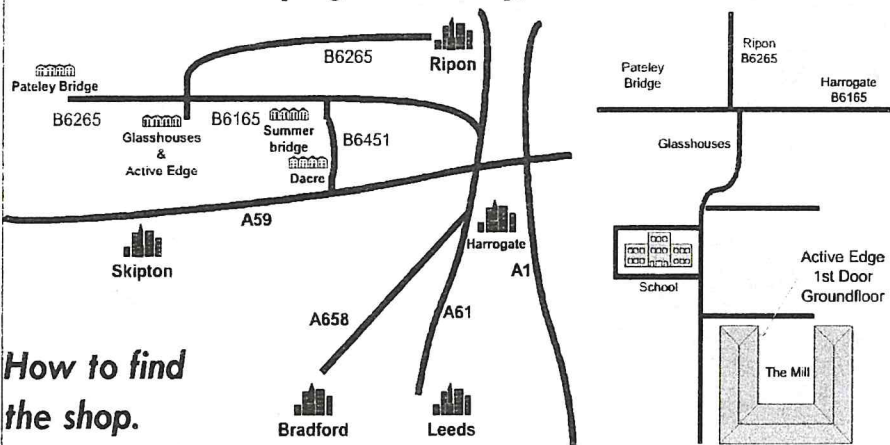 B6265
Ripon
Pateley Bridge
B6265
B6165
Glasshouses
&
Active Edge
Summer
bridge
B6451
Dacre
A59
Skipton
Harrogate
A1
A658
A61
How to find
the shop.
Bradford
Leeds
Pateley
Bridge
Ripon
B6265
Harrogate
B6165
Glasshouses
School
Active Edge
1st Door
Groundfloor
The Mill